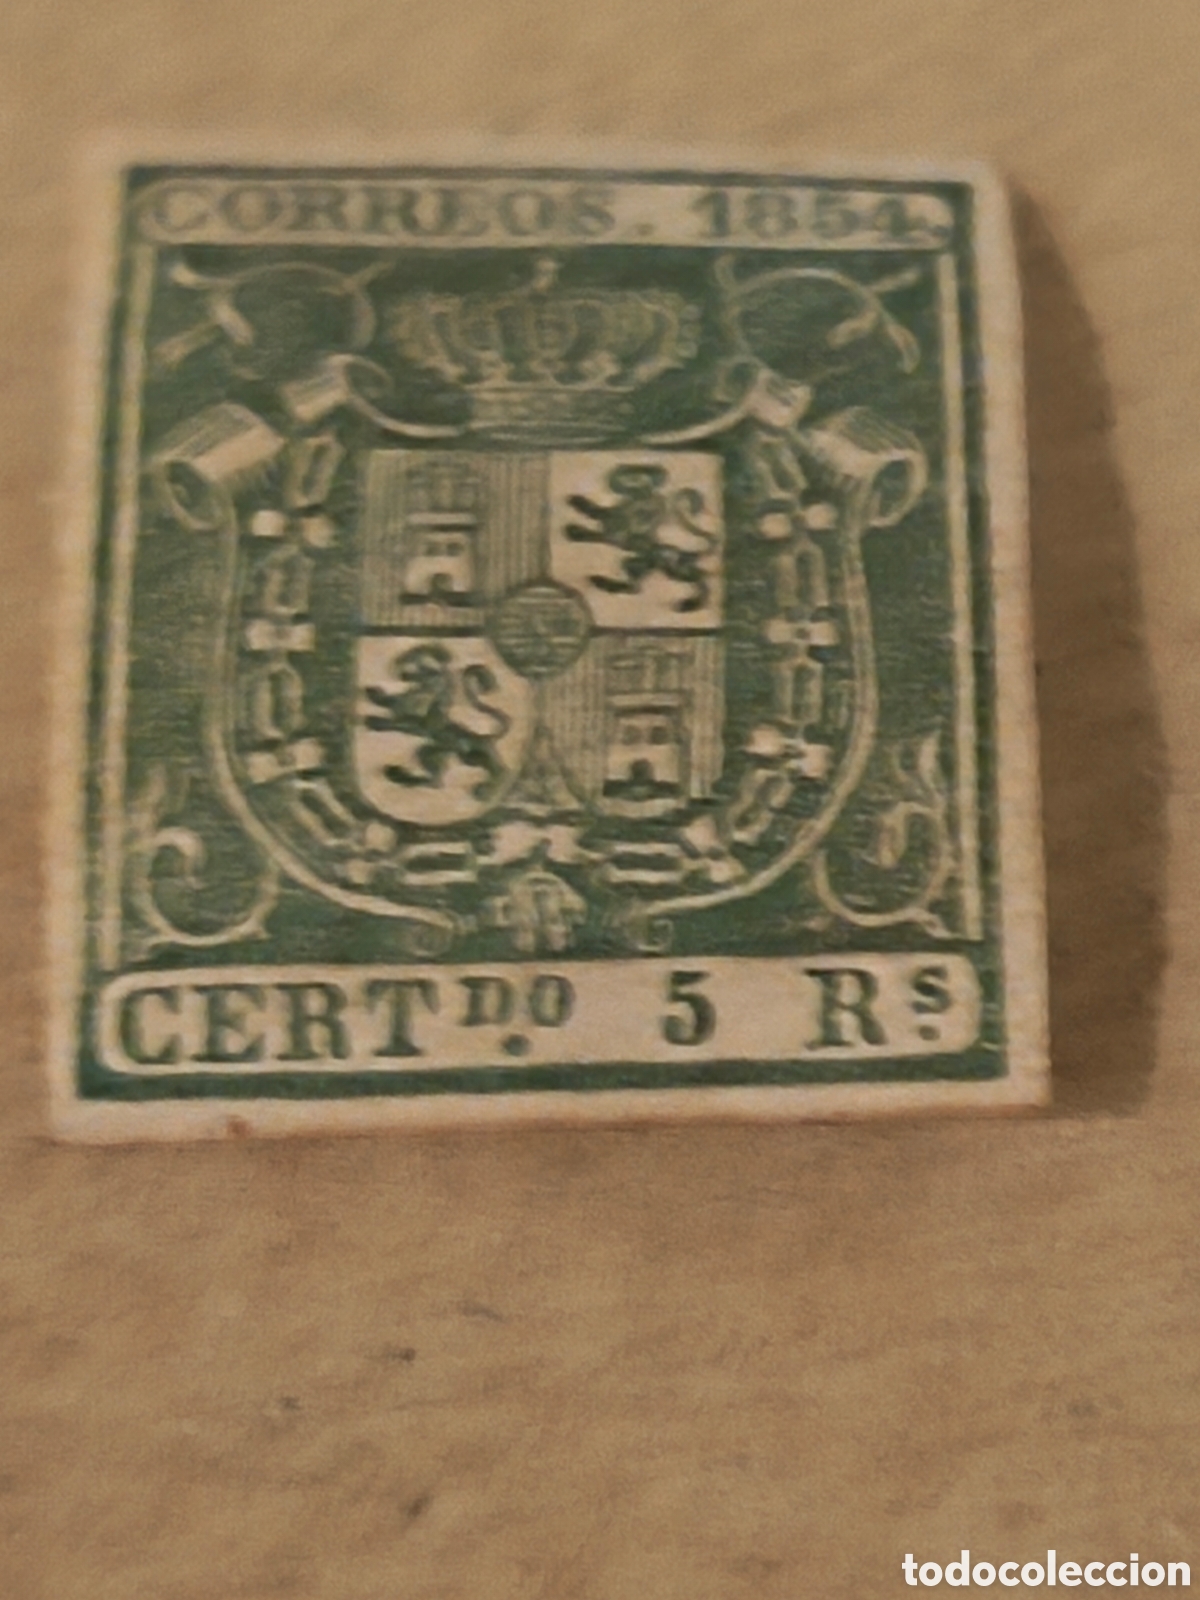 CORREOS. 1854.
CERTDO. 5 RS.
todocoleccion